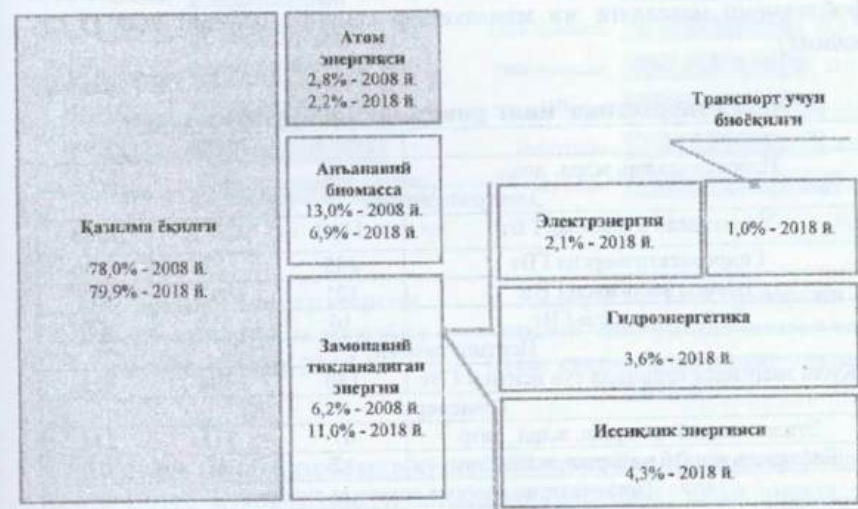 Қазилма ёқилғи
78,0% - 2008 й.
79,9% - 2018 й.
Атом
энергияси
2,8% - 2008 й.
2,2% - 2018 й.
Анъанавий
биомасса
13,0% - 2008 й.
6,9% - 2018 й.
Замонавий
тикланадиган
энергия
6,2% - 2008 й.
11,0% - 2018 й.
Транспорт учун
биоёқилғи
Электрэнергия
2,1% - 2018 й.
1,0% - 2018 й.
Гидроэнергетика
3,6% - 2018 й.
Иссиқлик энергияси
4,3% - 2018 й.